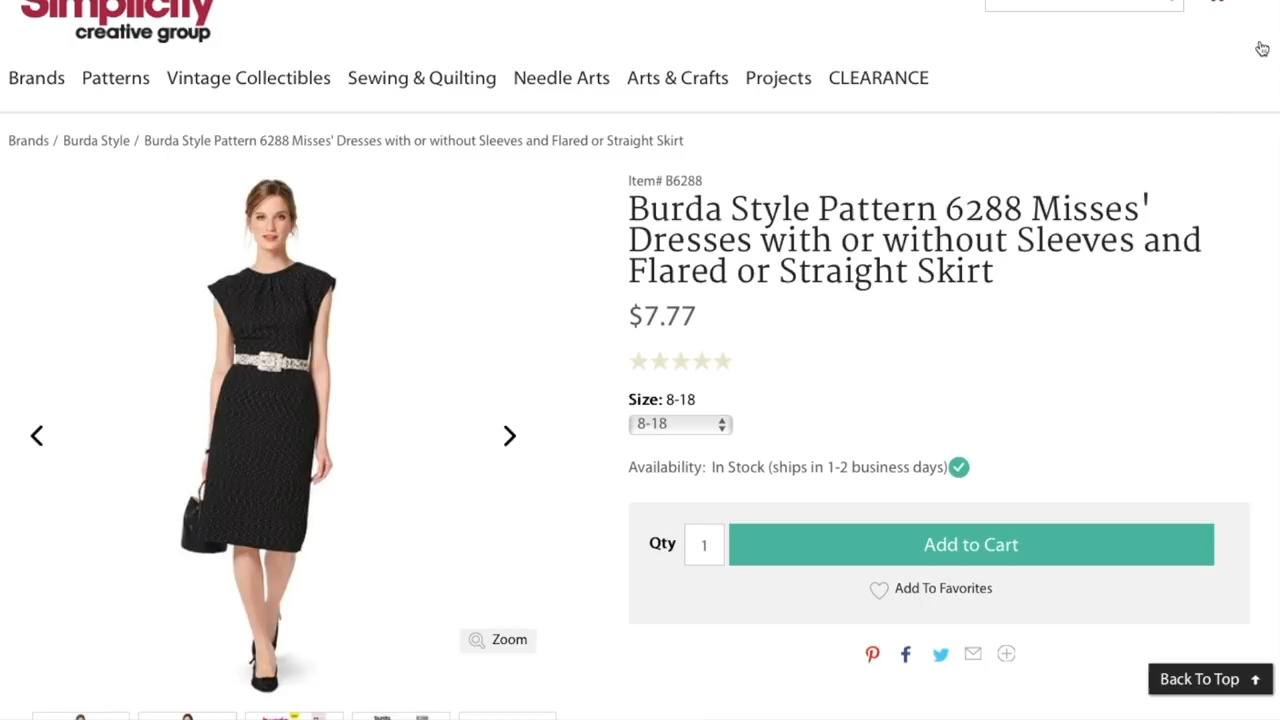 Simplicity
creative group
Brands Patterns Vintage Collectibles Sewing & Quilting Needle Arts Arts & Crafts Projects CLEARANCE
Brands / Burda Style / Burda Style Pattern 6288 Misses' Dresses with or without Sleeves and Flared or Straight Skirt
Item# B6288
Burda Style Pattern 6288 Misses'
Dresses with or without Sleeves and
Flared or Straight Skirt
$7.77
Size: 8-18
8-18
Availability: In Stock (ships in 1-2 business days)
Qty 1 Add to Cart
Add To Favorites
Zoom
Back To Top